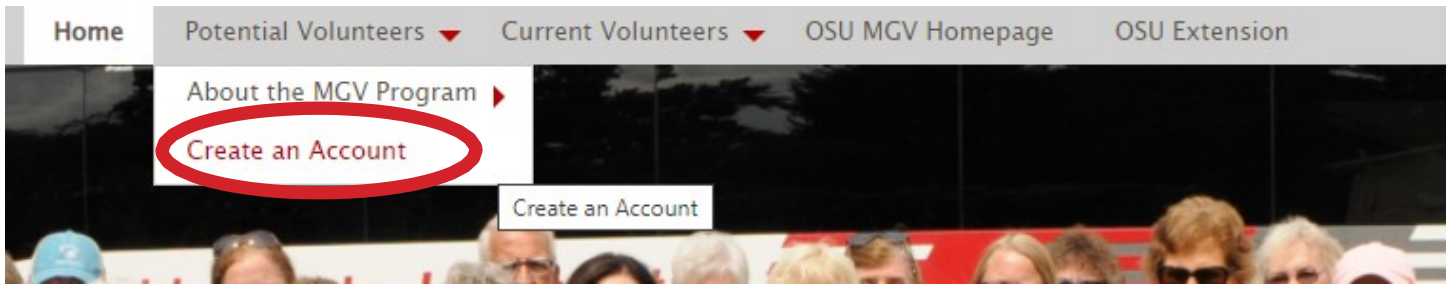 Home Potential Volunteers Current Volunteers OSU MGV Homepage OSU Extension
About the MGV Program
Create an Account
Create an Account